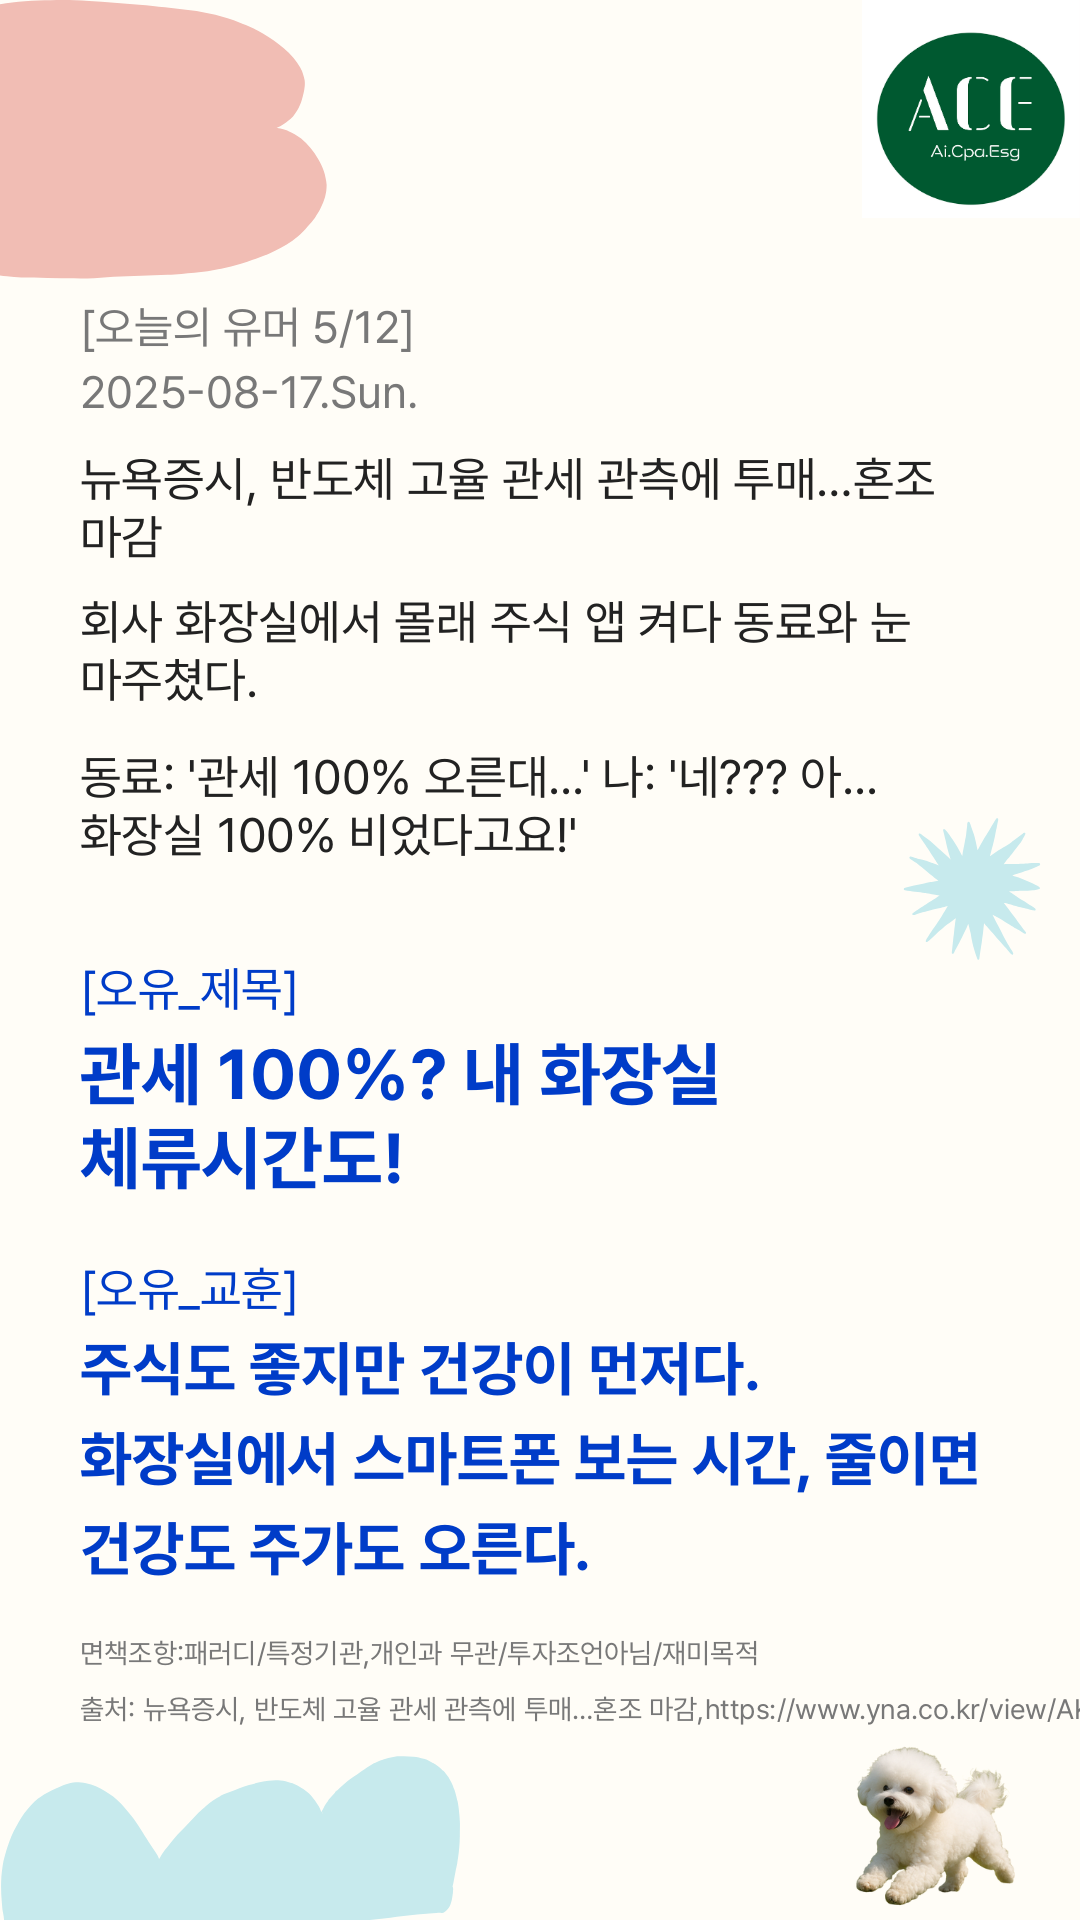 ACE
Ai.Cpa.Esg
[오늘의 유머 5/12]
2025-08-17.Sun.
뉴욕증시, 반도체 고율 관세 관측에 투매...혼조
마감
회사 화장실에서 몰래 주식 앱 켜다 동료와 눈
마주쳤다.
동료: '관세 100% 오른대...' 나: '네??? 아...
화장실 100% 비었다고요!'
[오유_제목]
관세 100%? 내 화장실
체류시간도!
[오유_교훈]
주식도 좋지만 건강이 먼저다.
화장실에서 스마트폰 보는 시간, 줄이면
건강도 주가도 오른다.
면책조항:패러디/특정기관,개인과 무관/투자조언아님/재미목적
출처: 뉴욕증시, 반도체 고율 관세 관측에 투매...혼조 마감,https://www.yna.co.kr/view/A